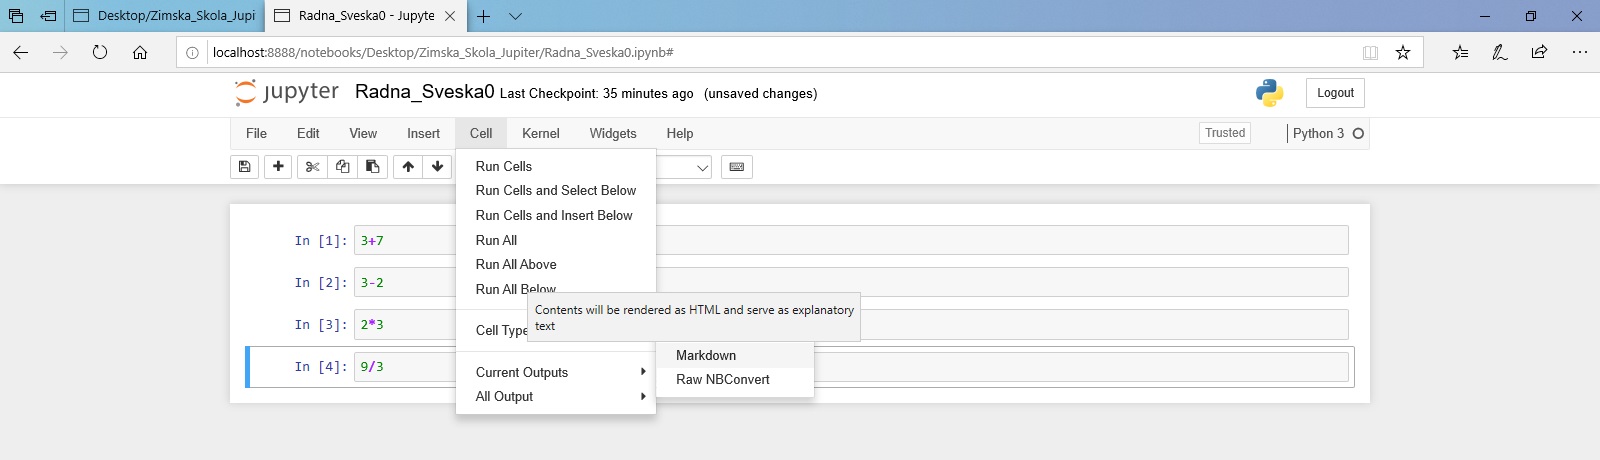 Desktop/Zimska_Skola_Jupi
Radna_Sveska0 - Jupyte
localhost:8888/notebooks/Desktop/Zimska_Skola_Jupiter/Radna_Sveska0.ipynb#
jupyter Radna_Sveska0 Last Checkpoint: 35 minutes ago (unsaved changes)
Logout
File Edit View Insert Cell Kernel Widgets Help
Trusted
Python 3
Run Cells
Run Cells and Select Below
Run Cells and Insert Below
Run All
Run All Above
Run All Below
Cell Type
Current Outputs
All Output
Contents will be rendered as HTML and serve as explanatory
text
Markdown
Raw NBConvert
In [1]: 3+7
In [2]: 3-2
In [3]: 2*3
In [4]: 9/3